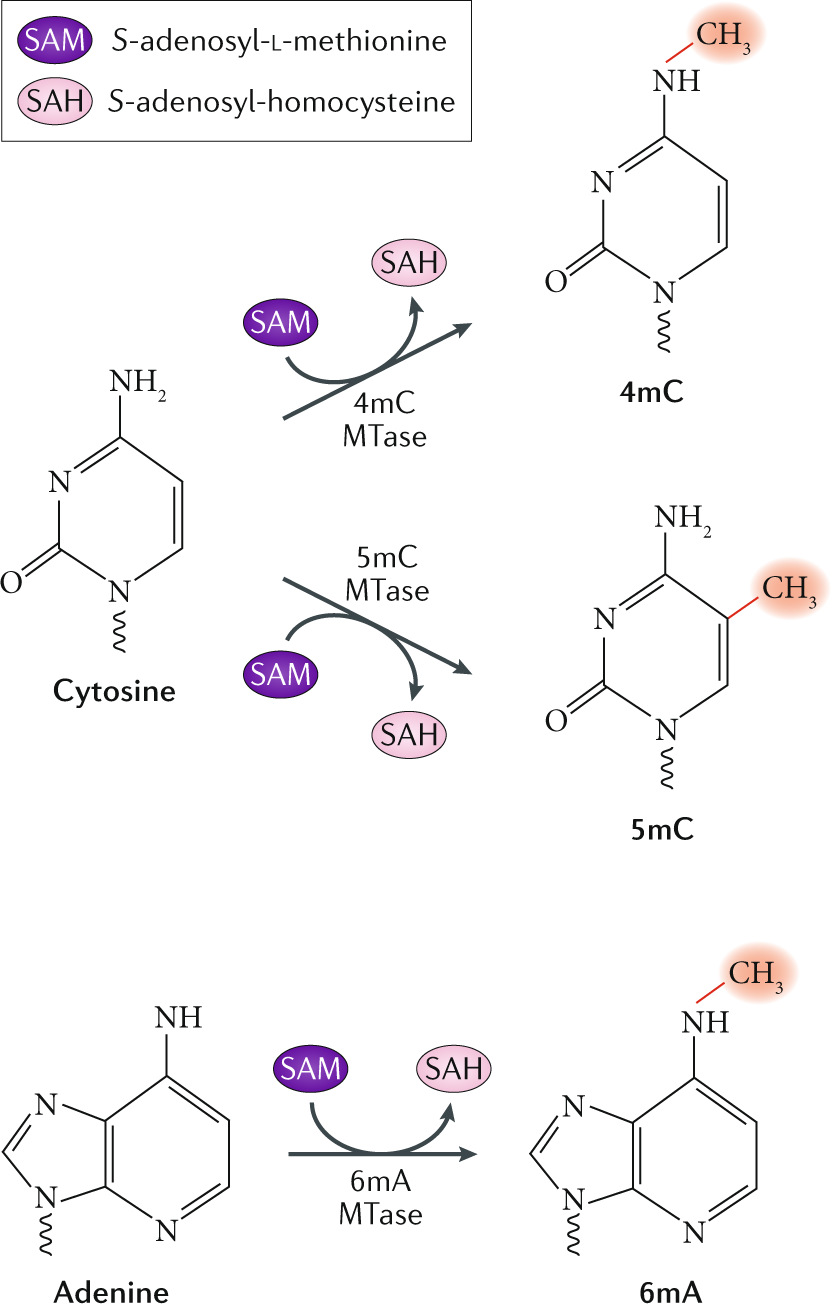 SAM S-adenosyl-L-methionine
SAH S-adenosyl-homocysteine
CH3
NH
N
O
N
4mC
SAH
SAM
4mC
MTase
NH2
N
O
N
Cytosine
5mC
MTase
SAM
SAH
NH2
CH3
N
O
N
5mC
NH
N
N
N
Adenine
SAM
SAH
6mA
MTase
CH3
NH
N
N
N
6mA